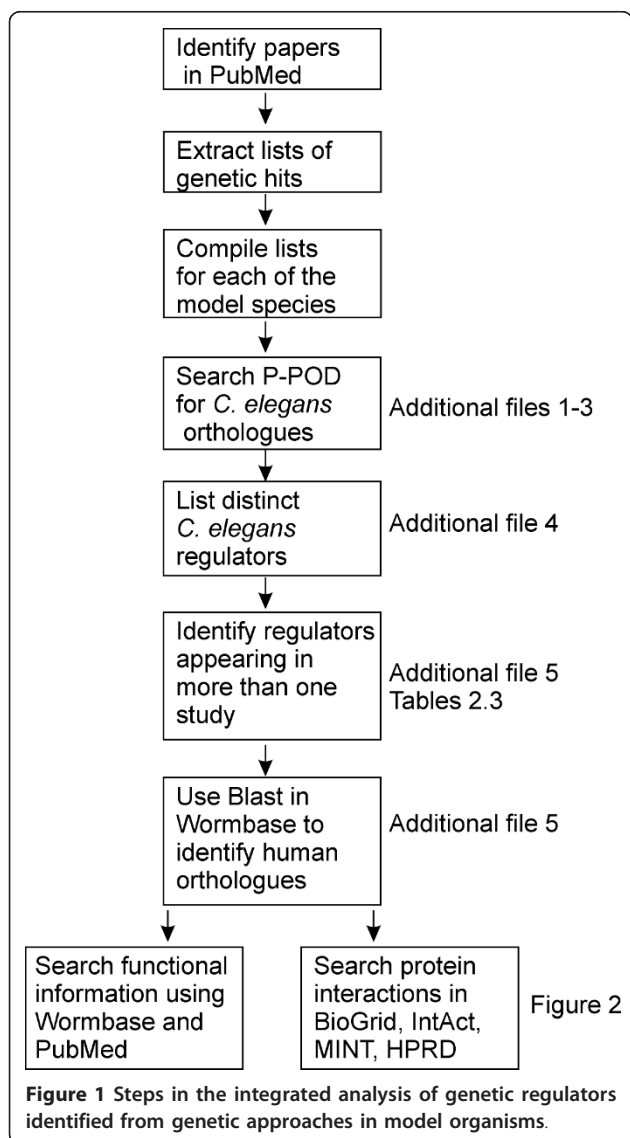 Identify papers
in PubMed
Extract lists of
genetic hits
Compile lists
for each of the
model species
Search P-POD
for C. elegans
orthologues
Additional files 1-3
List distinct
C. elegans
regulators
Additional file 4
Identify regulators
appearing in
more than one
study
Additional file 5
Tables 2.3
Use Blast in
Wormbase to
identify human
orthologues
Additional file 5
Search functional
information using
Wormbase and
PubMed
Search protein
interactions in
BioGrid, IntAct,
MINT, HPRD
Figure 2
Figure 1 Steps in the integrated analysis of genetic regulators
identified from genetic approaches in model organisms.